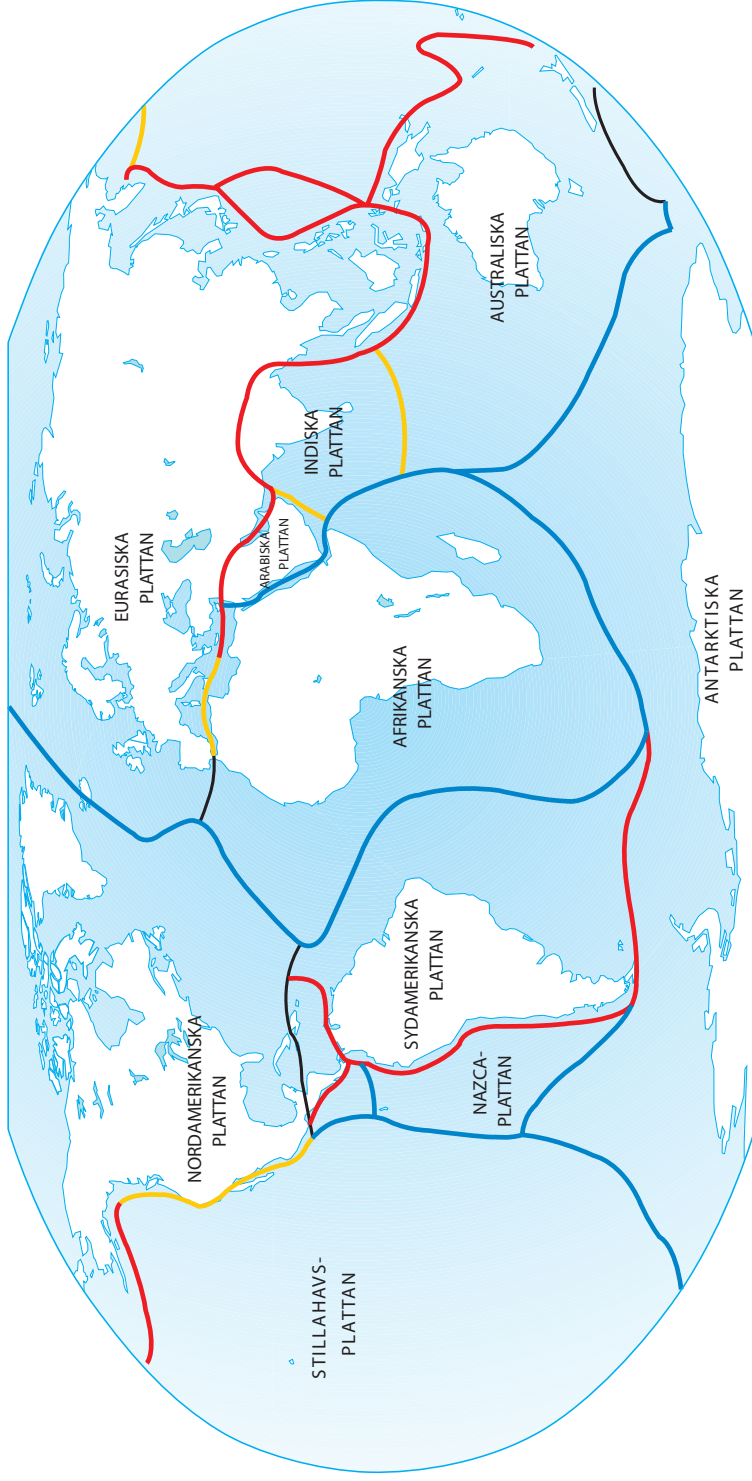 NORDAMERIKANSKA
PLATTAN
EURASISKA
PLATTAN
STILLAHAVS-
PLATTAN
ARABISKA
PLATTAN
INDISKA
PLATTAN
AFRIKANSKA
PLATTAN
SYDAMERIKANSKA
PLATTAN
NAZCA-
PLATTAN
AUSTRALISKA
PLATTAN
ANTARKTISKA
PLATTAN